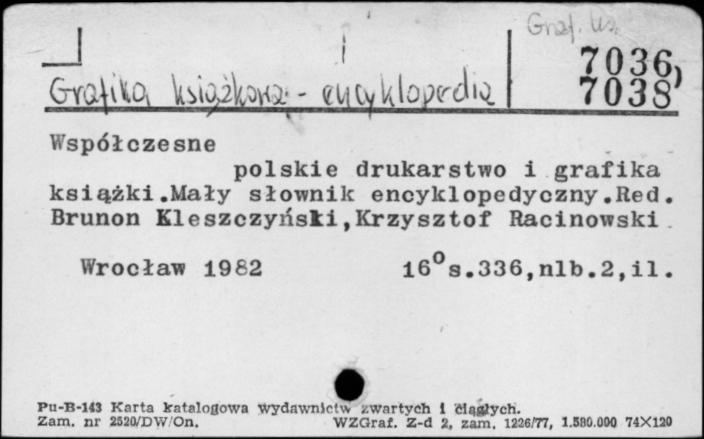 Graf. ks.
7036,)
7038
Grafika książkowa - encyklopedia
Współczesne
polskie drukarstwo i grafika
książki.Mały słownik encyklopedyczny.Red.
Brunon Kleszczyński,Krzysztof Racinowski.
Wrocław 1982 16°s.336,nlb.2,il.
Pu-B-143 Karta katalogowa wydawnictw zwartych i ciągłych.
Zam. nr 2520/DW/On. WZGraf. Z-d 2, zam. 1226/77, 1.580.000 74×120